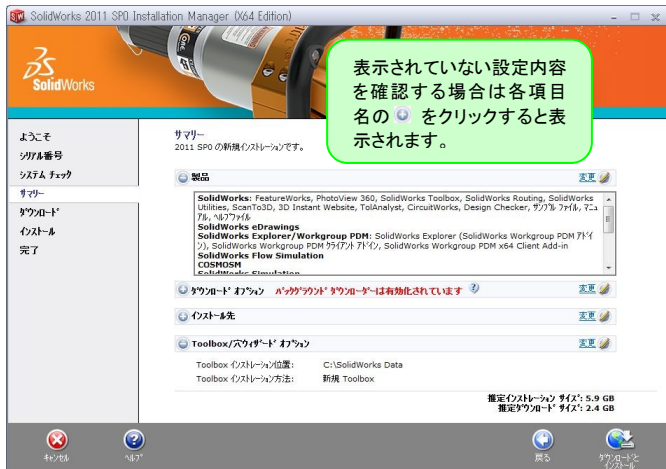 SolidWorks 2011 SP0 Installation Manager (X64 Edition)
SolidWorks
表示されていない設定内容
を確認する場合は各項目
名の をクリックすると表
示されます。
ようこそ
シリアル番号
システム チェック
サマリー
ダウンロード
インストール
完了
サマリー
2011 SP0 の新規インストレーションです。
製品
変更
SolidWorks: FeatureWorks, PhotoView 360, SolidWorks Toolbox, SolidWorks Routing, SolidWorks
Utilities, ScanTo3D, 3D Instant Website, TolAnalyst, CircuitWorks, Design Checker, サンプル ファイル, マニュ
アル, ヘルプファイル
SolidWorks eDrawings
SolidWorks Explorer/Workgroup PDM: SolidWorks Explorer (SolidWorks Workgroup PDM アドイ
ン), SolidWorks Workgroup PDM クライアント アドイン, SolidWorks Workgroup PDM x64 Client Add-in
SolidWorks Flow Simulation
COSMOSM
SolidWorks Simulation
ダウンロード オプション バックグラウンド ダウンローダーは有効化されています ?
変更
インストール先
変更
Toolbox/穴ウィザード オプション
変更
Toolbox インストレーション位置: C:\SolidWorks Data
Toolbox インストレーション方法: 新規 Toolbox
推定インストレーション サイズ: 5.9 GB
推定ダウンロード サイズ: 2.4 GB
キャンセル
ヘルプ
戻る
ダウンロードと
インストール